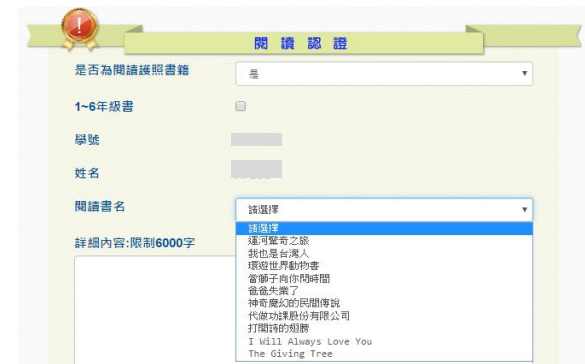 閱 讀 認 證
是否為閱讀護照書籍
是
1~6年級書
學號
姓名
閱讀書名
請選擇
請選擇
運河驚奇之旅
我也是台灣人
環遊世界動物書
當獅子向你問時間
爸爸失業了
神奇魔幻的民間傳說
代做功課股份有限公司
打開詩的翅膀
I Will Always Love You
The Giving Tree
詳細內容:限制6000字